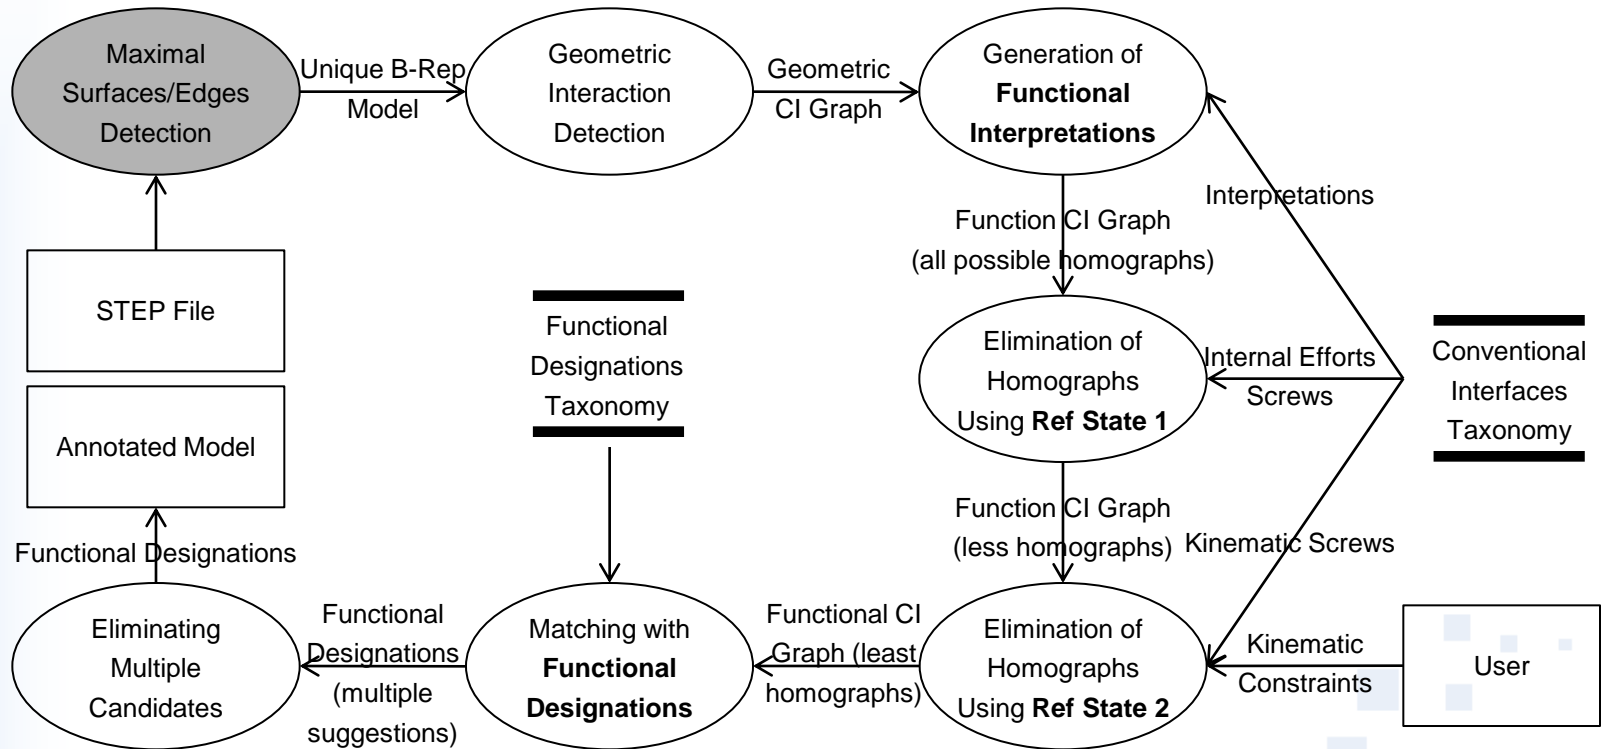 Maximal
Surfaces/Edges
Detection
Unique B-Rep
Model
Geometric
Interaction
Detection
Geometric
CI Graph
Generation of
Functional
Interpretations
Interpretations
Function CI Graph
(all possible homographs)
STEP File
Functional
Designations
Taxonomy
Elimination of
Homographs
Using Ref State 1
Internal Efforts
Screws
Conventional
Interfaces
Taxonomy
Annotated Model
Function CI Graph
(less homographs)
Kinematic Screws
Functional Designations
Eliminating
Multiple
Candidates
Functional
Designations
(multiple
suggestions)
Matching with
Functional
Designations
Functional CI
Graph (least
homographs)
Elimination of
Homographs
Using Ref State 2
Kinematic
Constraints
User